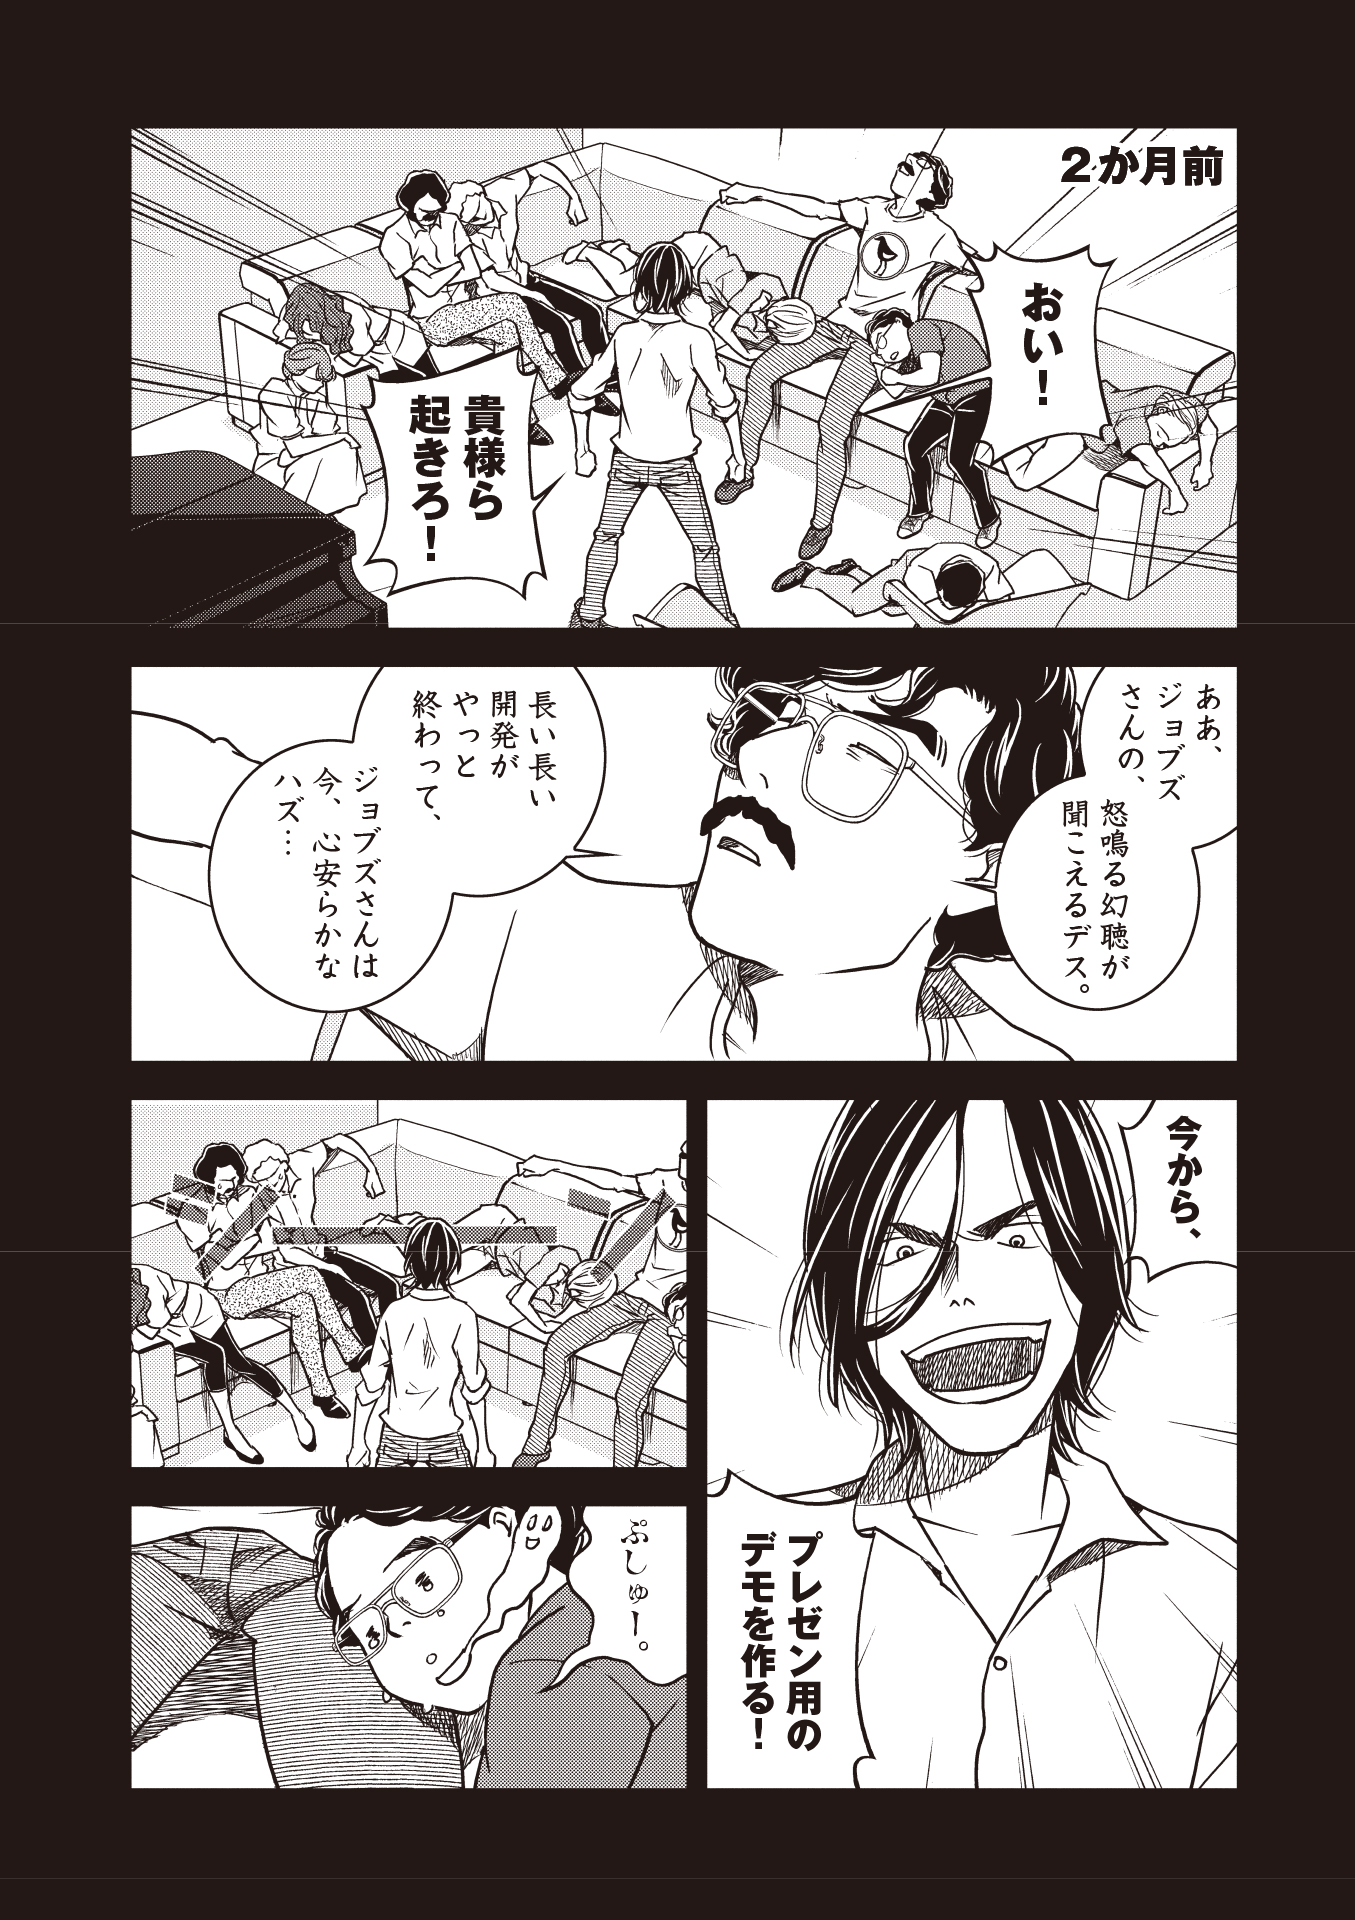 2か月前
おい！
貴様ら
起きろ！
ああ、
ジョブズ
さんの、
怒鳴る幻聴が
聞こえるデス。
長い長い
開発が
やっと
終わって、
ジョブズさんは
今、心安らかな
ハズ…
今から、
プレゼン用の
デモを作る！
ぷしゅー。